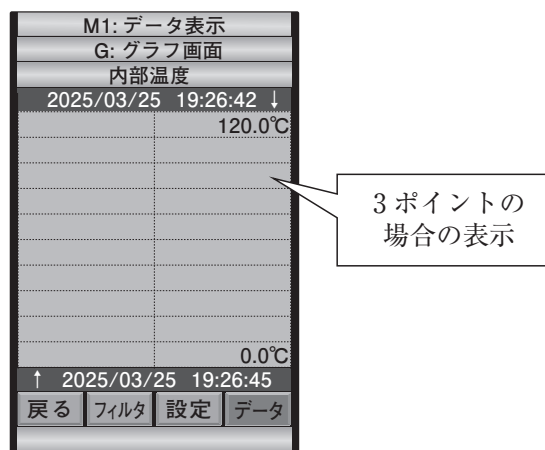 M1: データ表示
G: グラフ画面
内部温度
2025/03/25 19:26:42 ↓
120.0℃
3ポイントの
場合の表示
0.0℃
↑ 2025/03/25 19:26:45
戻る フィルタ 設定 データ